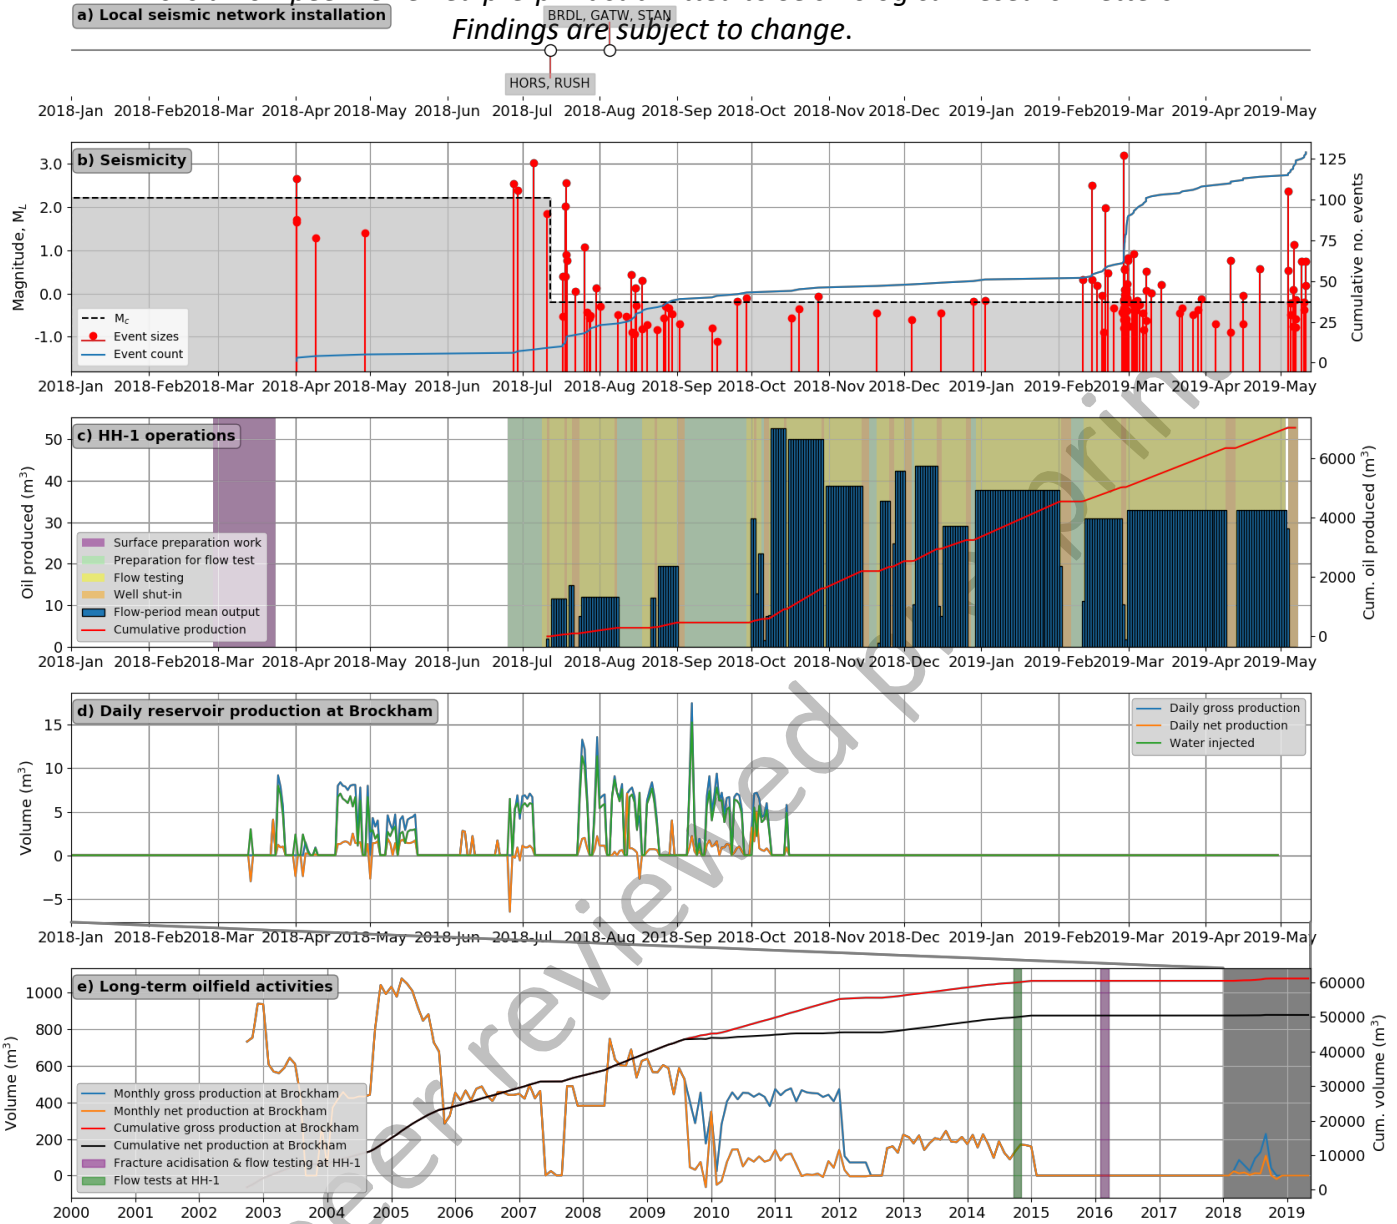 Findings are subject to change.
a) Local seismic network installation
BRDL, GATW, STAN
HORS, RUSH
2018-Jan 2018-Feb 2018-Mar 2018-Apr 2018-May 2018-Jun 2018-Jul 2018-Aug 2018-Sep 2018-Oct 2018-Nov 2018-Dec 2019-Jan 2019-Feb 2019-Mar 2019-Apr 2019-May
b) Seismicity
Magnitude, M_L
3.0
2.0
1.0
0.0
-1.0
M_c
Event sizes
Event count
125
100
75
50
25
0
Cumulative no. events
2018-Jan 2018-Feb 2018-Mar 2018-Apr 2018-May 2018-Jun 2018-Jul 2018-Aug 2018-Sep 2018-Oct 2018-Nov 2018-Dec 2019-Jan 2019-Feb 2019-Mar 2019-Apr 2019-May
c) HH-1 operations
Oil produced (m³)
50
40
30
20
10
0
Surface preparation work
Preparation for flow test
Flow testing
Well shut-in
Flow-period mean output
Cumulative production
6000
4000
2000
0
Cum. oil produced (m³)
2018-Jan 2018-Feb 2018-Mar 2018-Apr 2018-May 2018-Jun 2018-Jul 2018-Aug 2018-Sep 2018-Oct 2018-Nov 2018-Dec 2019-Jan 2019-Feb 2019-Mar 2019-Apr 2019-May
d) Daily reservoir production at Brockham
Volume (m³)
15
10
5
0
−5
Daily gross production
Daily net production
Water injected
2018-Jan 2018-Feb 2018-Mar 2018-Apr 2018-May 2018-Jun 2018-Jul 2018-Aug 2018-Sep 2018-Oct 2018-Nov 2018-Dec 2019-Jan 2019-Feb 2019-Mar 2019-Apr 2019-May
e) Long-term oilfield activities
Volume (m³)
1000
800
600
400
200
0
Monthly gross production at Brockham
Monthly net production at Brockham
Cumulative gross production at Brockham
Cumulative net production at Brockham
Fracture acidisation & flow testing at HH-1
Flow tests at HH-1
60000
50000
40000
30000
20000
10000
0
Cum. volume (m³)
2000 2001 2002 2003 2004 2005 2006 2007 2008 2009 2010 2011 2012 2013 2014 2015 2016 2017 2018 2019
peer reviewed preprint